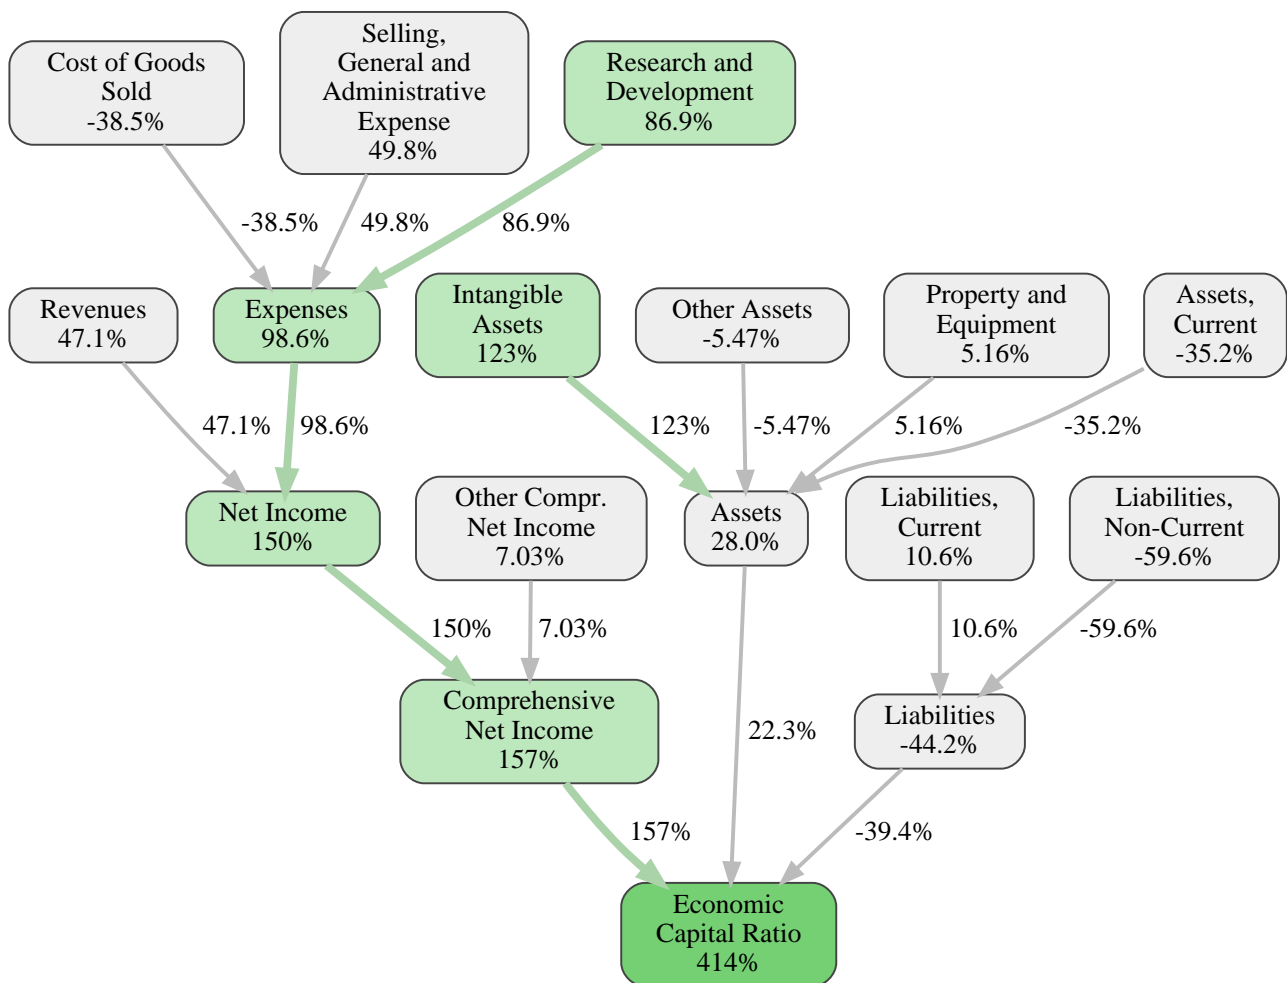 Cost of Goods
Sold
-38.5%
Selling,
General and
Administrative
Expense
49.8%
Research and
Development
86.9%
-38.5%
49.8%
86.9%
Revenues
47.1%
Expenses
98.6%
Intangible
Assets
123%
Other Assets
-5.47%
Property and
Equipment
5.16%
Assets,
Current
-35.2%
47.1%
98.6%
123%
-5.47%
5.16%
-35.2%
Net Income
150%
Other Compr.
Net Income
7.03%
Assets
28.0%
Liabilities,
Current
10.6%
Liabilities,
Non-Current
-59.6%
150%
7.03%
10.6%
-59.6%
Comprehensive
Net Income
157%
22.3%
Liabilities
-44.2%
157%
-39.4%
Economic
Capital Ratio
414%